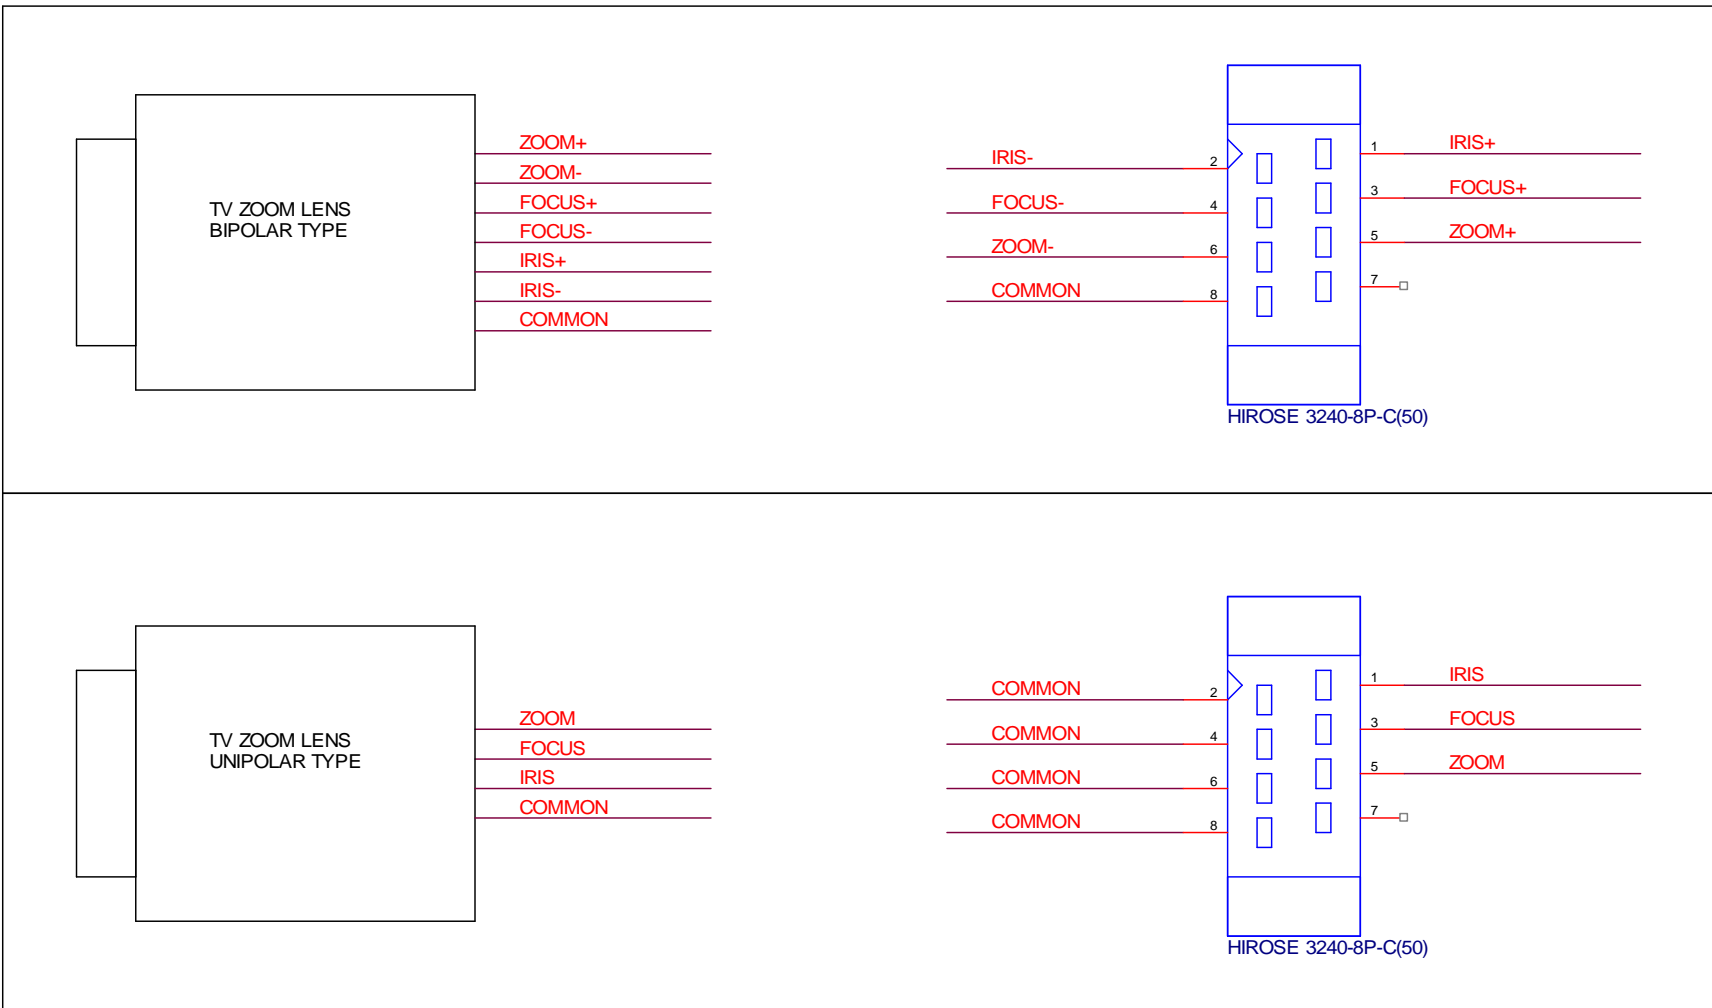 ZOOM+
ZOOM-
FOCUS+
FOCUS-
IRIS+
IRIS-
COMMON
TV ZOOM LENS
BIPOLAR TYPE
IRIS-
2
FOCUS-
4
ZOOM-
6
COMMON
8
1
IRIS+
3
FOCUS+
5
ZOOM+
7
HIROSE 3240-8P-C(50)
ZOOM
FOCUS
IRIS
COMMON
TV ZOOM LENS
UNIPOLAR TYPE
COMMON
2
COMMON
4
COMMON
6
COMMON
8
1
IRIS
3
FOCUS
5
ZOOM
7
HIROSE 3240-8P-C(50)